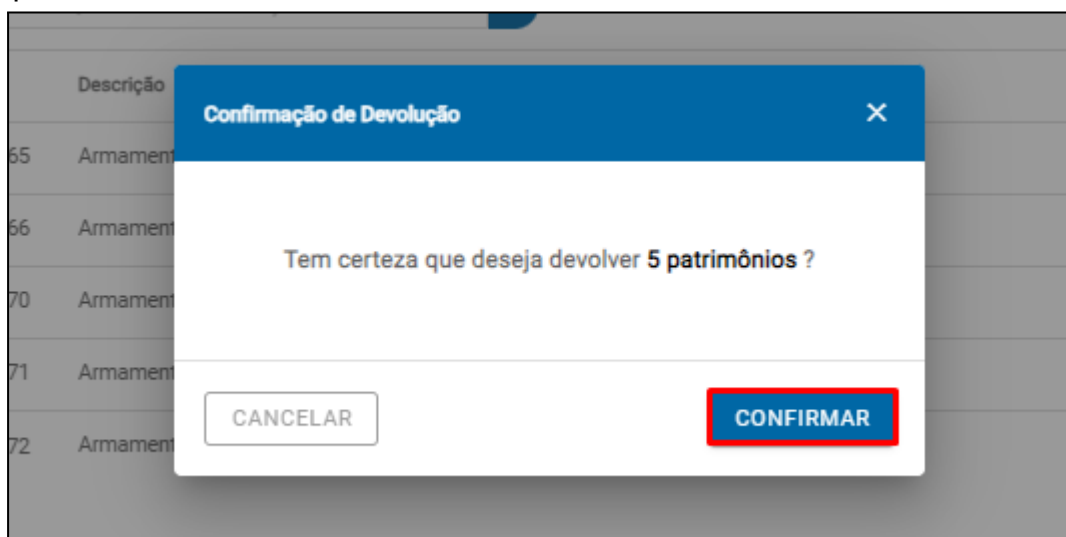 Descrição
Confirmação de Devolução
65 Armament
66 Armament
Tem certeza que deseja devolver 5 patrimônios ?
70 Armament
71 Armament
CANCELAR CONFIRMAR
72 Armament